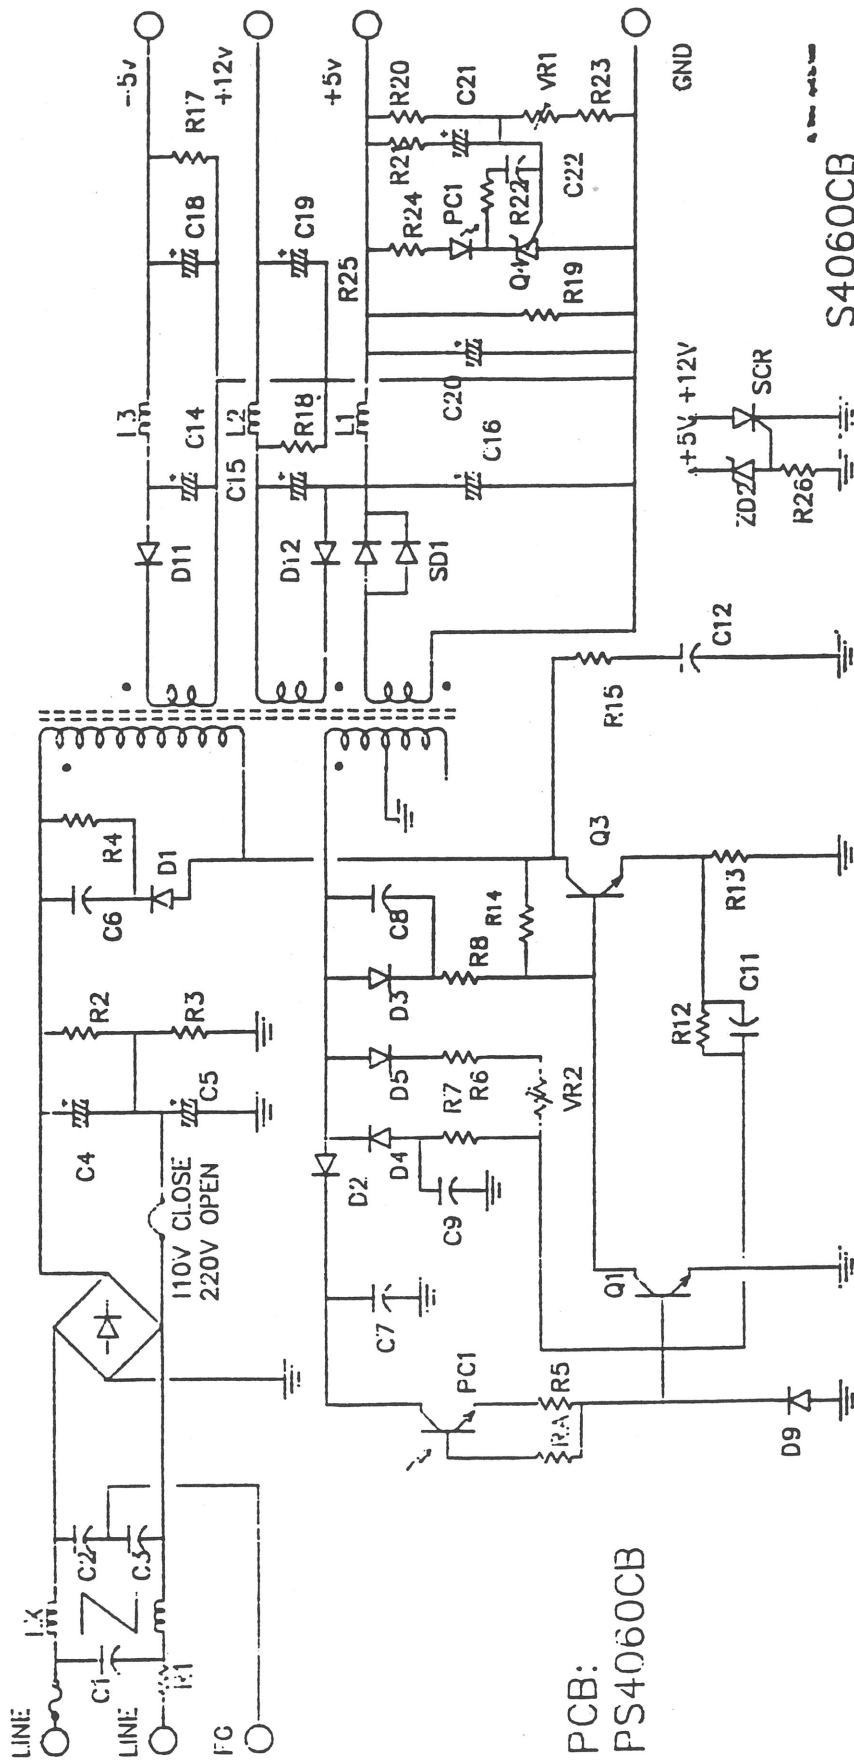 LINE
LINE
FG
C1
R1
LX
C2
C3
110V CLOSE
220V OPEN
C4
C5
R2
R3
C6
R4
D1
D11
C14
L3
C18
R17
-5v
D12
C15
L2
R18
C19
+12v
SD1
C16
L1
C20
R25
R19
R24
PC1
Q4
R22
C22
R2
C21
R20
VR1
R23
+5v
GND
PC1
RA
R5
D9
C7
D2
C9
D4
R7
D5
R6
VR2
D3
R8
C8
R14
Q1
Q3
R12
C11
R13
R15
C12
+5V
+12V
ZD2
SCR
R26
PCB:
PS4060CB
S4060CB